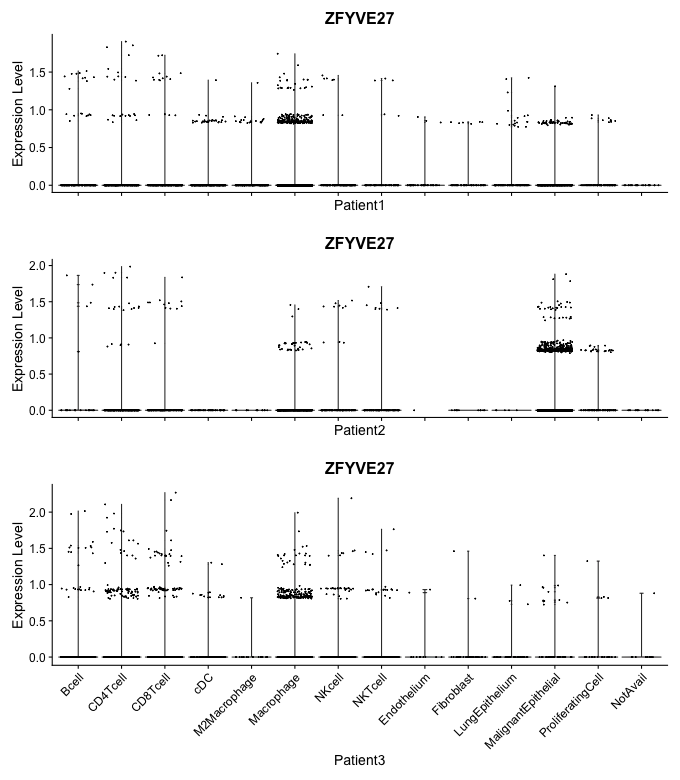 ZFYVE27
Expression Level
1.5
1.0
0.5
0.0
Patient1
ZFYVE27
Expression Level
2.0
1.5
1.0
0.5
0.0
Patient2
ZFYVE27
Expression Level
2.0
1.5
1.0
0.5
0.0
Bcell
CD4Tcell
CD8Tcell
cDC
M2Macrophage
Macrophage
NKcell
NKTcell
Endothelium
Fibroblast
LungEpithelium
MalignantEpithelial
ProliferatingCell
NotAvail
Patient3